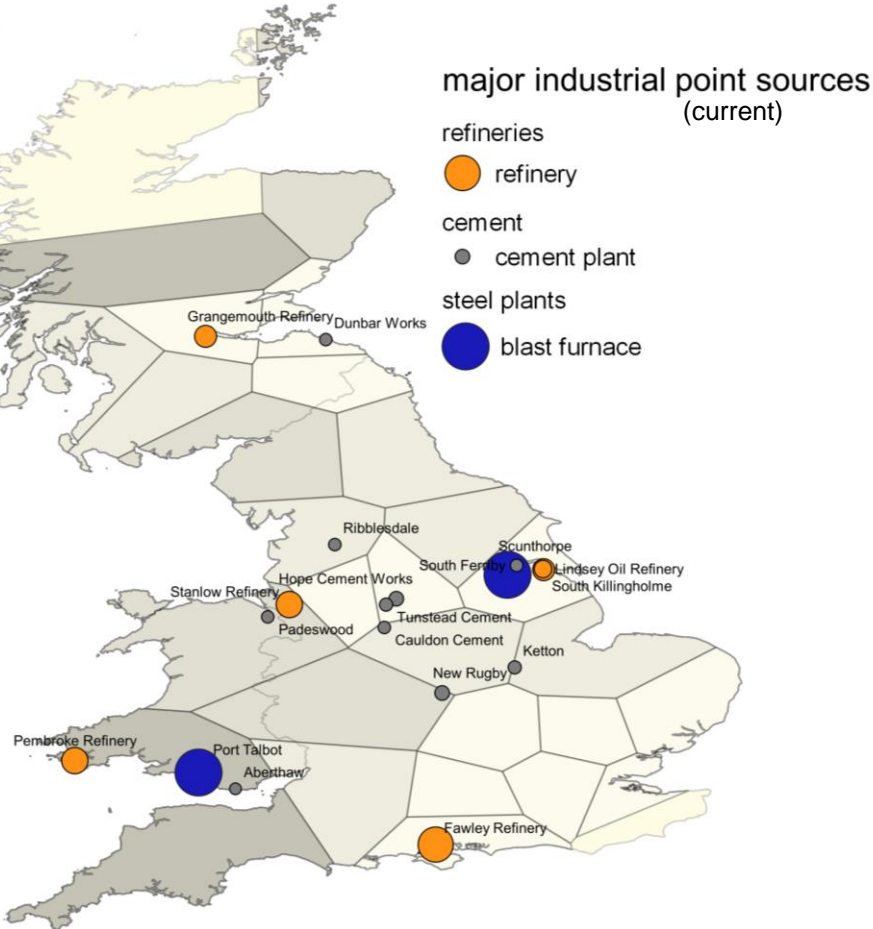 major industrial point sources
(current)
refineries
refinery
cement
cement plant
steel plants
blast furnace
Grangemouth Refinery
Dunbar Works
Ribblesdale
Scunthorpe
South Ferriby
Lindsey Oil Refinery
South Killingholme
Hope Cement Works
Stanlow Refinery
Tunstead Cement
Padeswood
Cauldon Cement
Ketton
New Rugby
Pembroke Refinery
Port Talbot
Aberthaw
Fawley Refinery